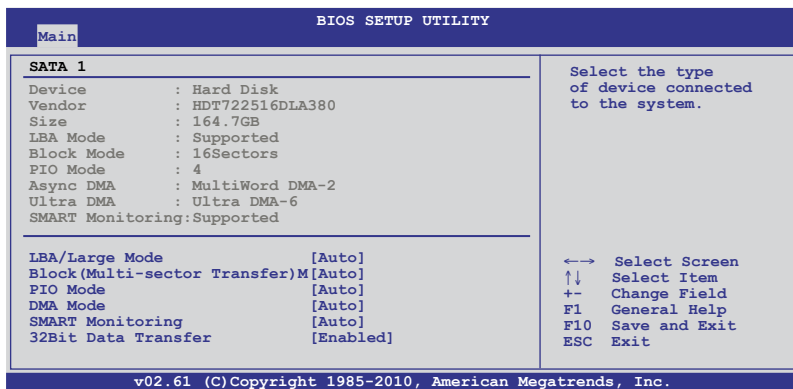 BIOS SETUP UTILITY
Main
SATA 1
Device : Hard Disk
Vendor : HDT722516DLA380
Size : 164.7GB
LBA Mode : Supported
Block Mode : 16Sectors
PIO Mode : 4
Async DMA : MultiWord DMA-2
Ultra DMA : Ultra DMA-6
SMART Monitoring:Supported
LBA/Large Mode [Auto]
Block(Multi-sector Transfer)M[Auto]
PIO Mode [Auto]
DMA Mode [Auto]
SMART Monitoring [Auto]
32Bit Data Transfer [Enabled]
Select the type
of device connected
to the system.
←→ Select Screen
↑↓ Select Item
+- Change Field
F1 General Help
F10 Save and Exit
ESC Exit
v02.61 (C)Copyright 1985-2010, American Megatrends, Inc.